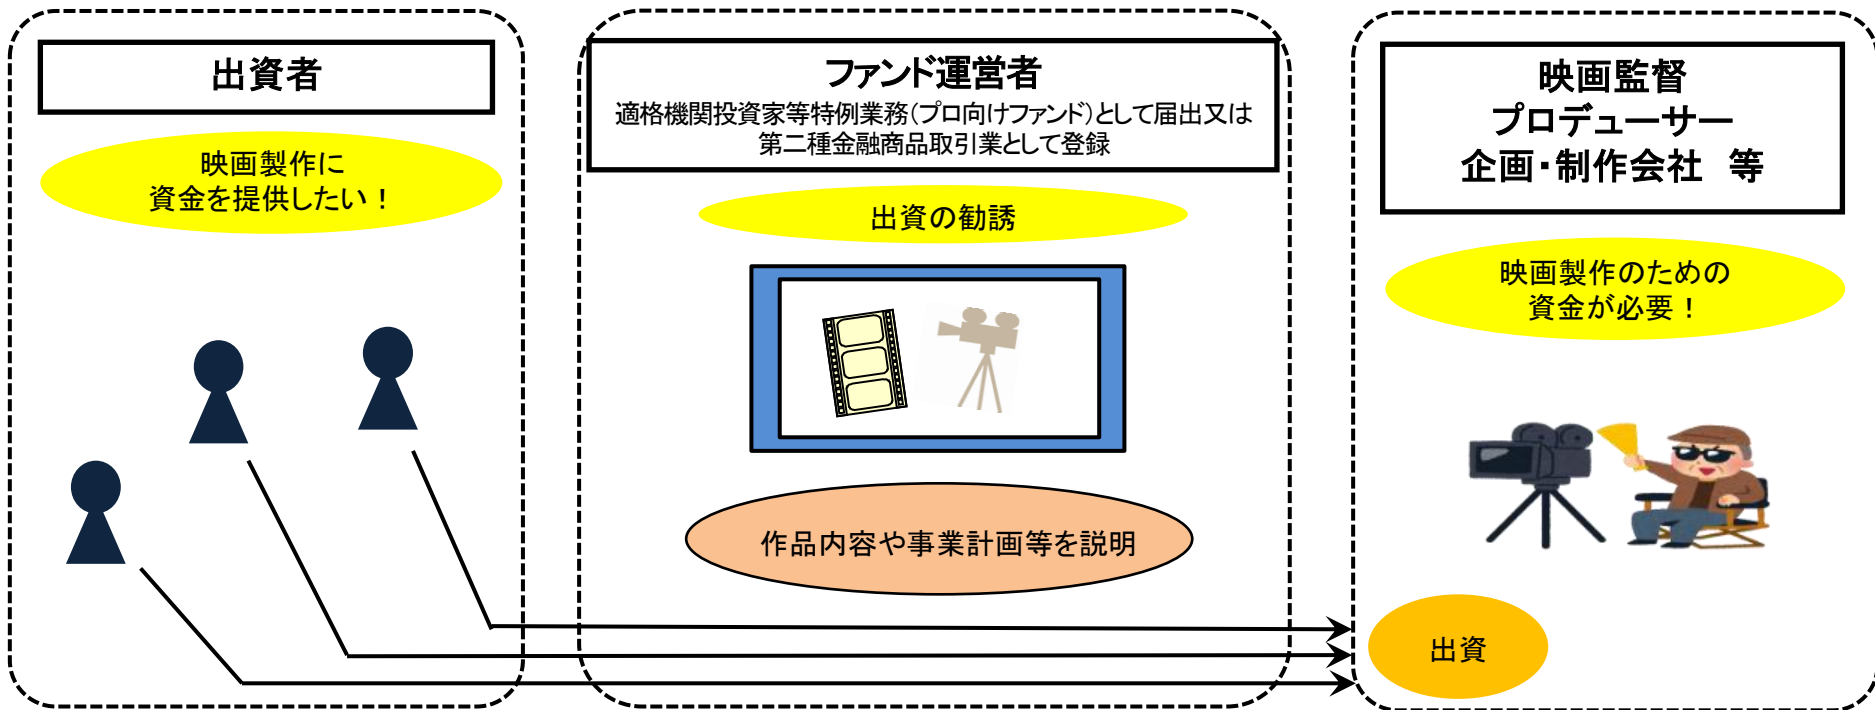 出資者
映画製作に
資金を提供したい！
ファンド運営者
適格機関投資家等特例業務(プロ向けファンド)として届出又は
第二種金融商品取引業として登録
出資の勧誘
作品内容や事業計画等を説明
映画監督
プロデューサー
企画・制作会社　等
映画製作のための
資金が必要！
出資